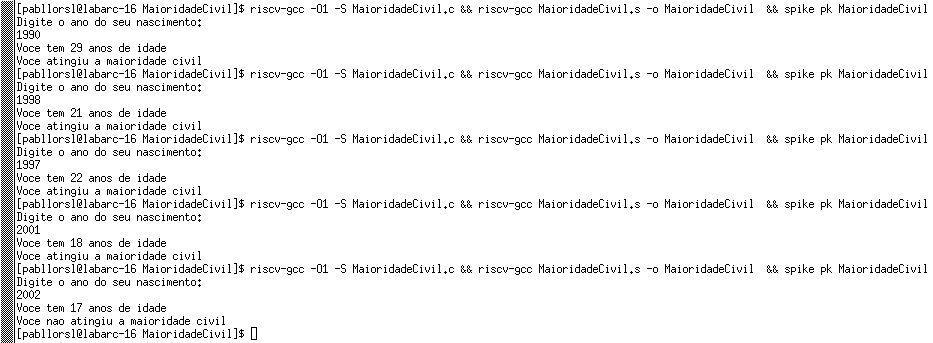 [pabllorsl@labarc-16 MaioridadeCivil]$ riscv-gcc -O1 -S MaioridadeCivil.c && riscv-gcc MaioridadeCivil.s -o MaioridadeCivil  && spike pk MaioridadeCivil
Digite o ano do seu nascimento:
1990
Voce tem 29 anos de idade
Voce atingiu a maioridade civil
[pabllorsl@labarc-16 MaioridadeCivil]$ riscv-gcc -O1 -S MaioridadeCivil.c && riscv-gcc MaioridadeCivil.s -o MaioridadeCivil  && spike pk MaioridadeCivil
Digite o ano do seu nascimento:
1998
Voce tem 21 anos de idade
Voce atingiu a maioridade civil
[pabllorsl@labarc-16 MaioridadeCivil]$ riscv-gcc -O1 -S MaioridadeCivil.c && riscv-gcc MaioridadeCivil.s -o MaioridadeCivil  && spike pk MaioridadeCivil
Digite o ano do seu nascimento:
1997
Voce tem 22 anos de idade
Voce atingiu a maioridade civil
[pabllorsl@labarc-16 MaioridadeCivil]$ riscv-gcc -O1 -S MaioridadeCivil.c && riscv-gcc MaioridadeCivil.s -o MaioridadeCivil  && spike pk MaioridadeCivil
Digite o ano do seu nascimento:
2001
Voce tem 18 anos de idade
Voce atingiu a maioridade civil
[pabllorsl@labarc-16 MaioridadeCivil]$ riscv-gcc -O1 -S MaioridadeCivil.c && riscv-gcc MaioridadeCivil.s -o MaioridadeCivil  && spike pk MaioridadeCivil
Digite o ano do seu nascimento:
2002
Voce tem 17 anos de idade
Voce nao atingiu a maioridade civil
[pabllorsl@labarc-16 MaioridadeCivil]$